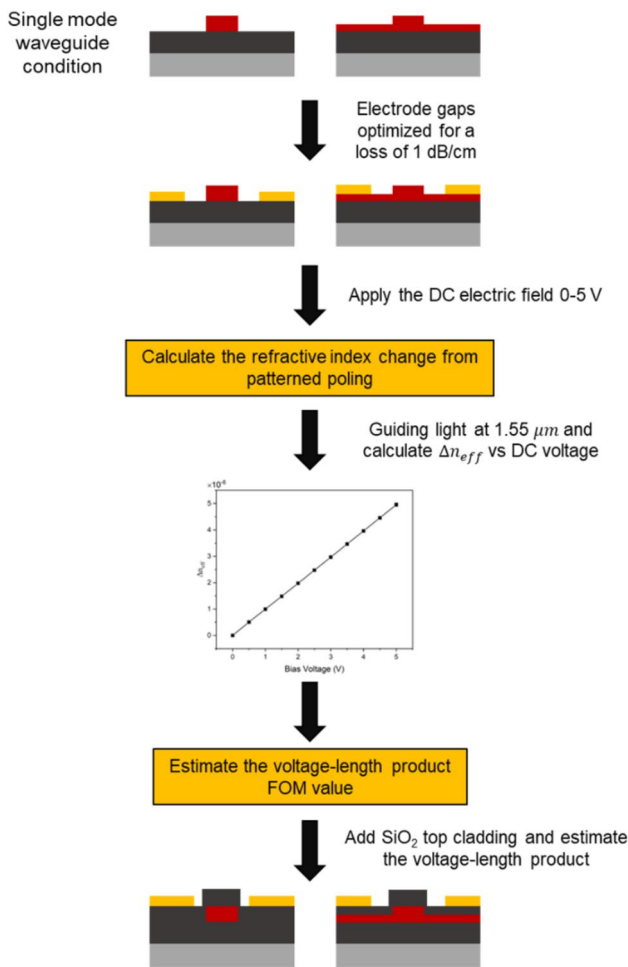 Single mode
waveguide
condition
Electrode gaps
optimized for a
loss of 1 dB/cm
Apply the DC electric field 0-5 V
Calculate the refractive index change from
patterned poling
Guiding light at 1.55 μm and
calculate Δn_eff vs DC voltage
×10⁻⁶
5
4
3
2
1
0
Δn_eff
0 1 2 3 4 5
Bias Voltage (V)
Estimate the voltage-length product
FOM value
Add SiO₂ top cladding and estimate
the voltage-length product